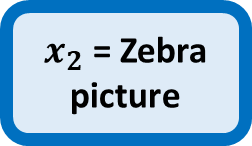 x₂ = Zebra
picture